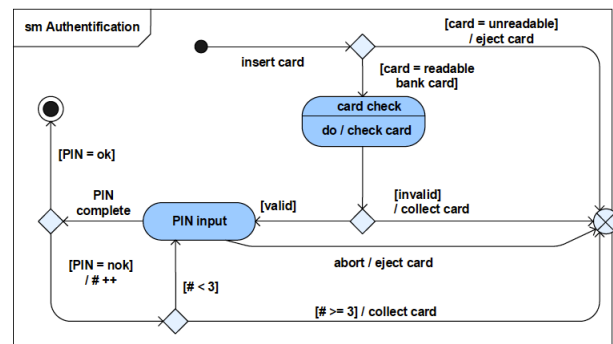 sm Authentification
insert card
[card = unreadable]
/ eject card
[card = readable
bank card]
card check
do / check card
[PIN = ok]
PIN
complete
PIN input
[valid]
[invalid]
/ collect card
abort / eject card
[PIN = nok]
/ # ++
[# < 3]
[# >= 3] / collect card